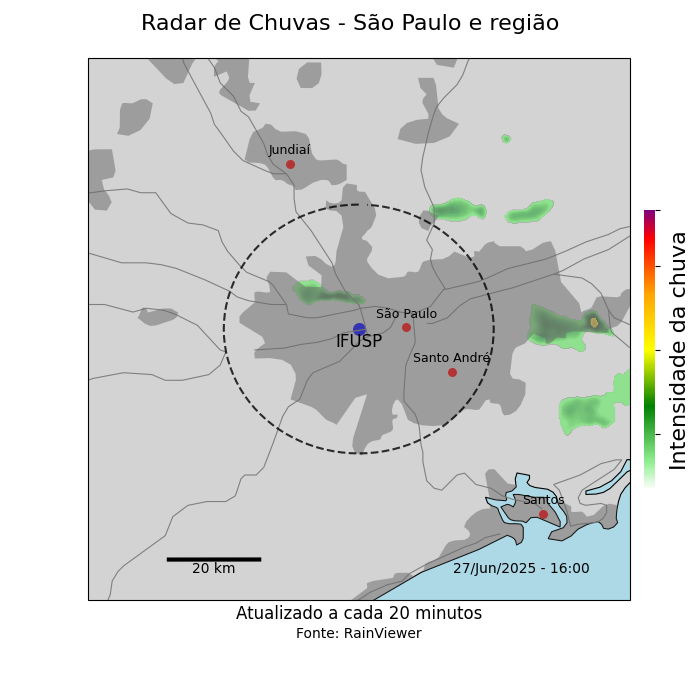 Radar de Chuvas - São Paulo e região
Jundiaí
São Paulo
IFUSP
Santo André
Santos
20 km
27/Jun/2025 - 16:00
Intensidade da chuva
Atualizado a cada 20 minutos
Fonte: RainViewer